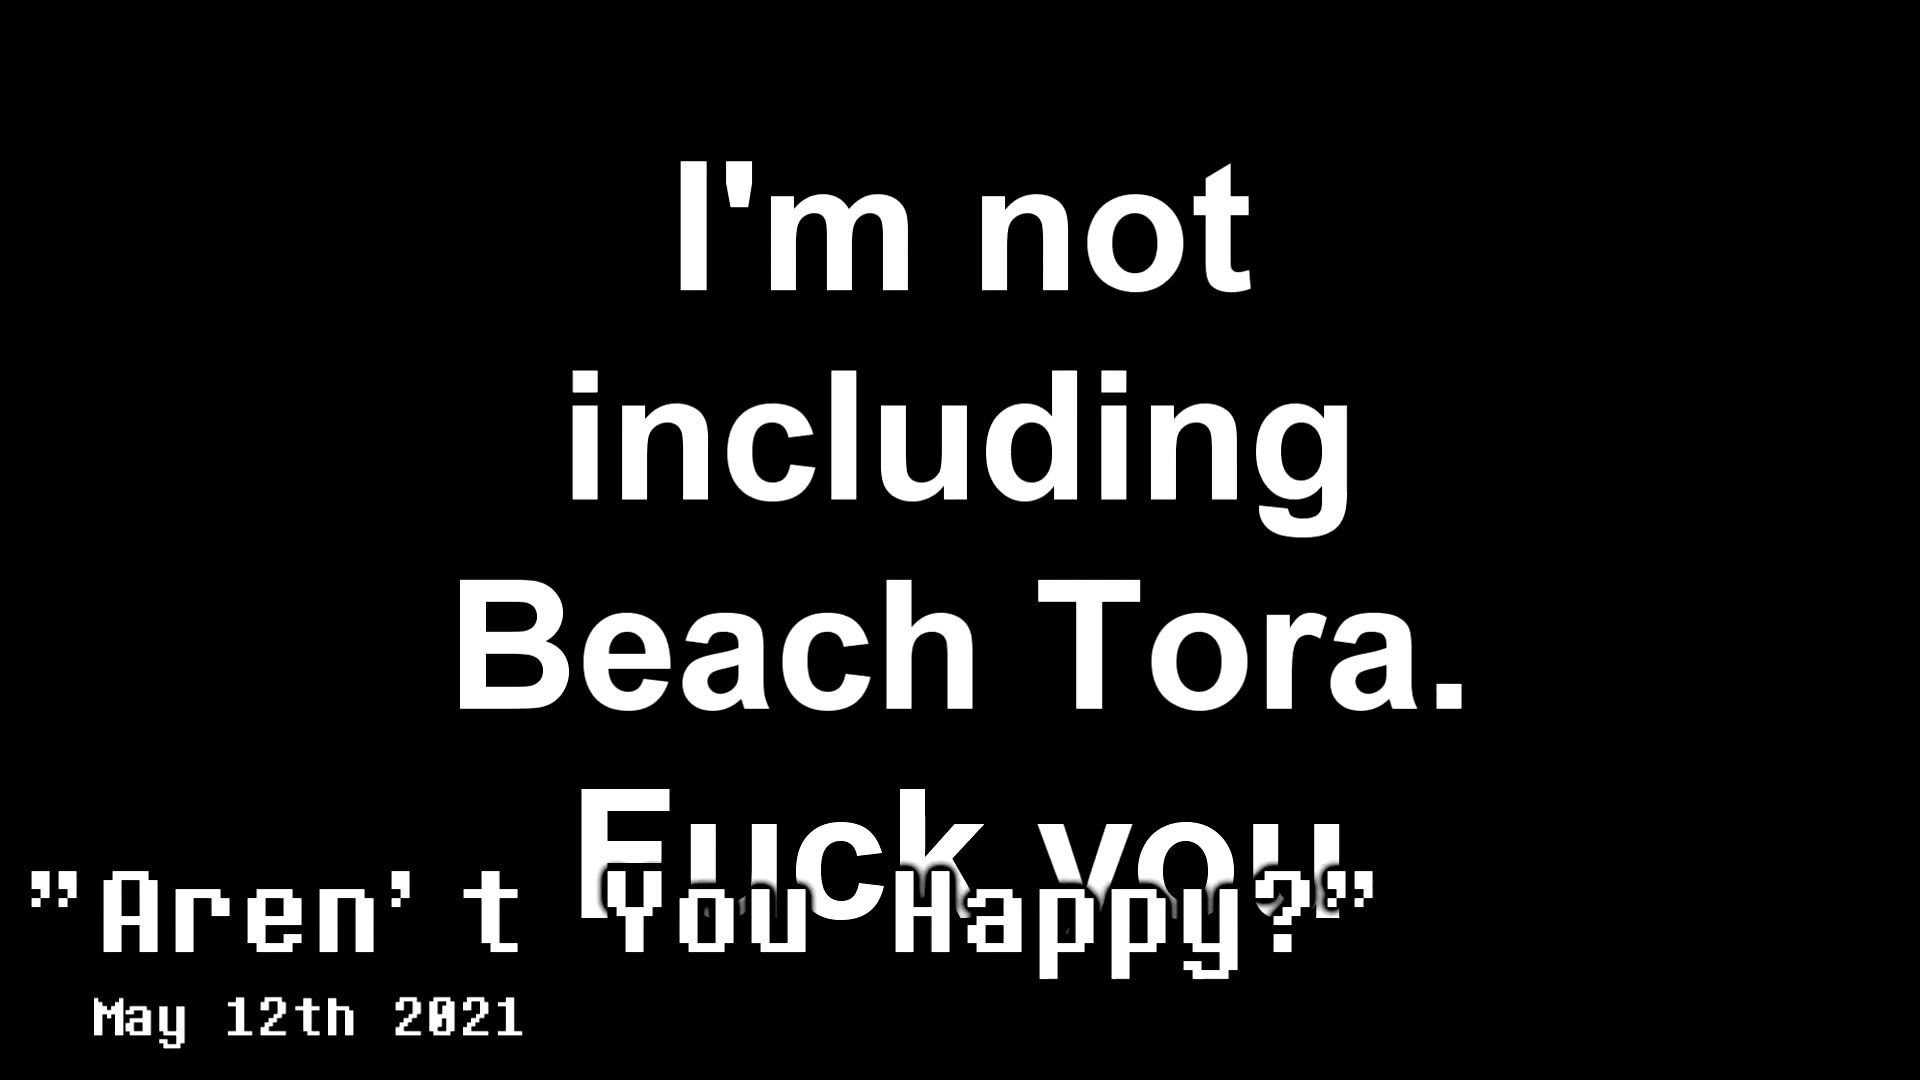 I'm not
including
Beach Tora.
Fuck you
"Aren't You Happy?"
May 12th 2021